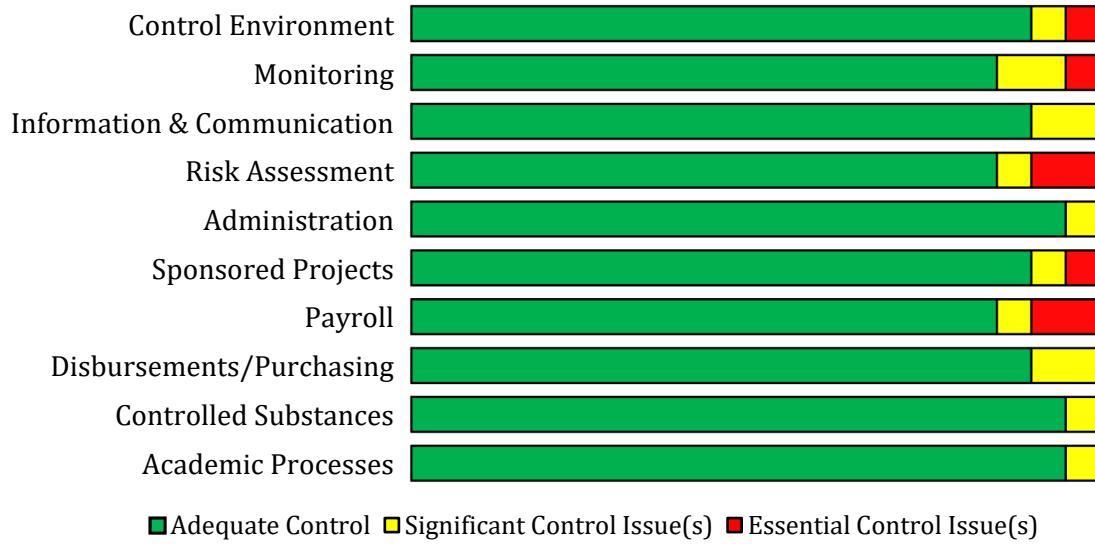 Control Environment
Monitoring
Information & Communication
Risk Assessment
Administration
Sponsored Projects
Payroll
Disbursements/Purchasing
Controlled Substances
Academic Processes
Adequate Control Significant Control Issue(s) Essential Control Issue(s)